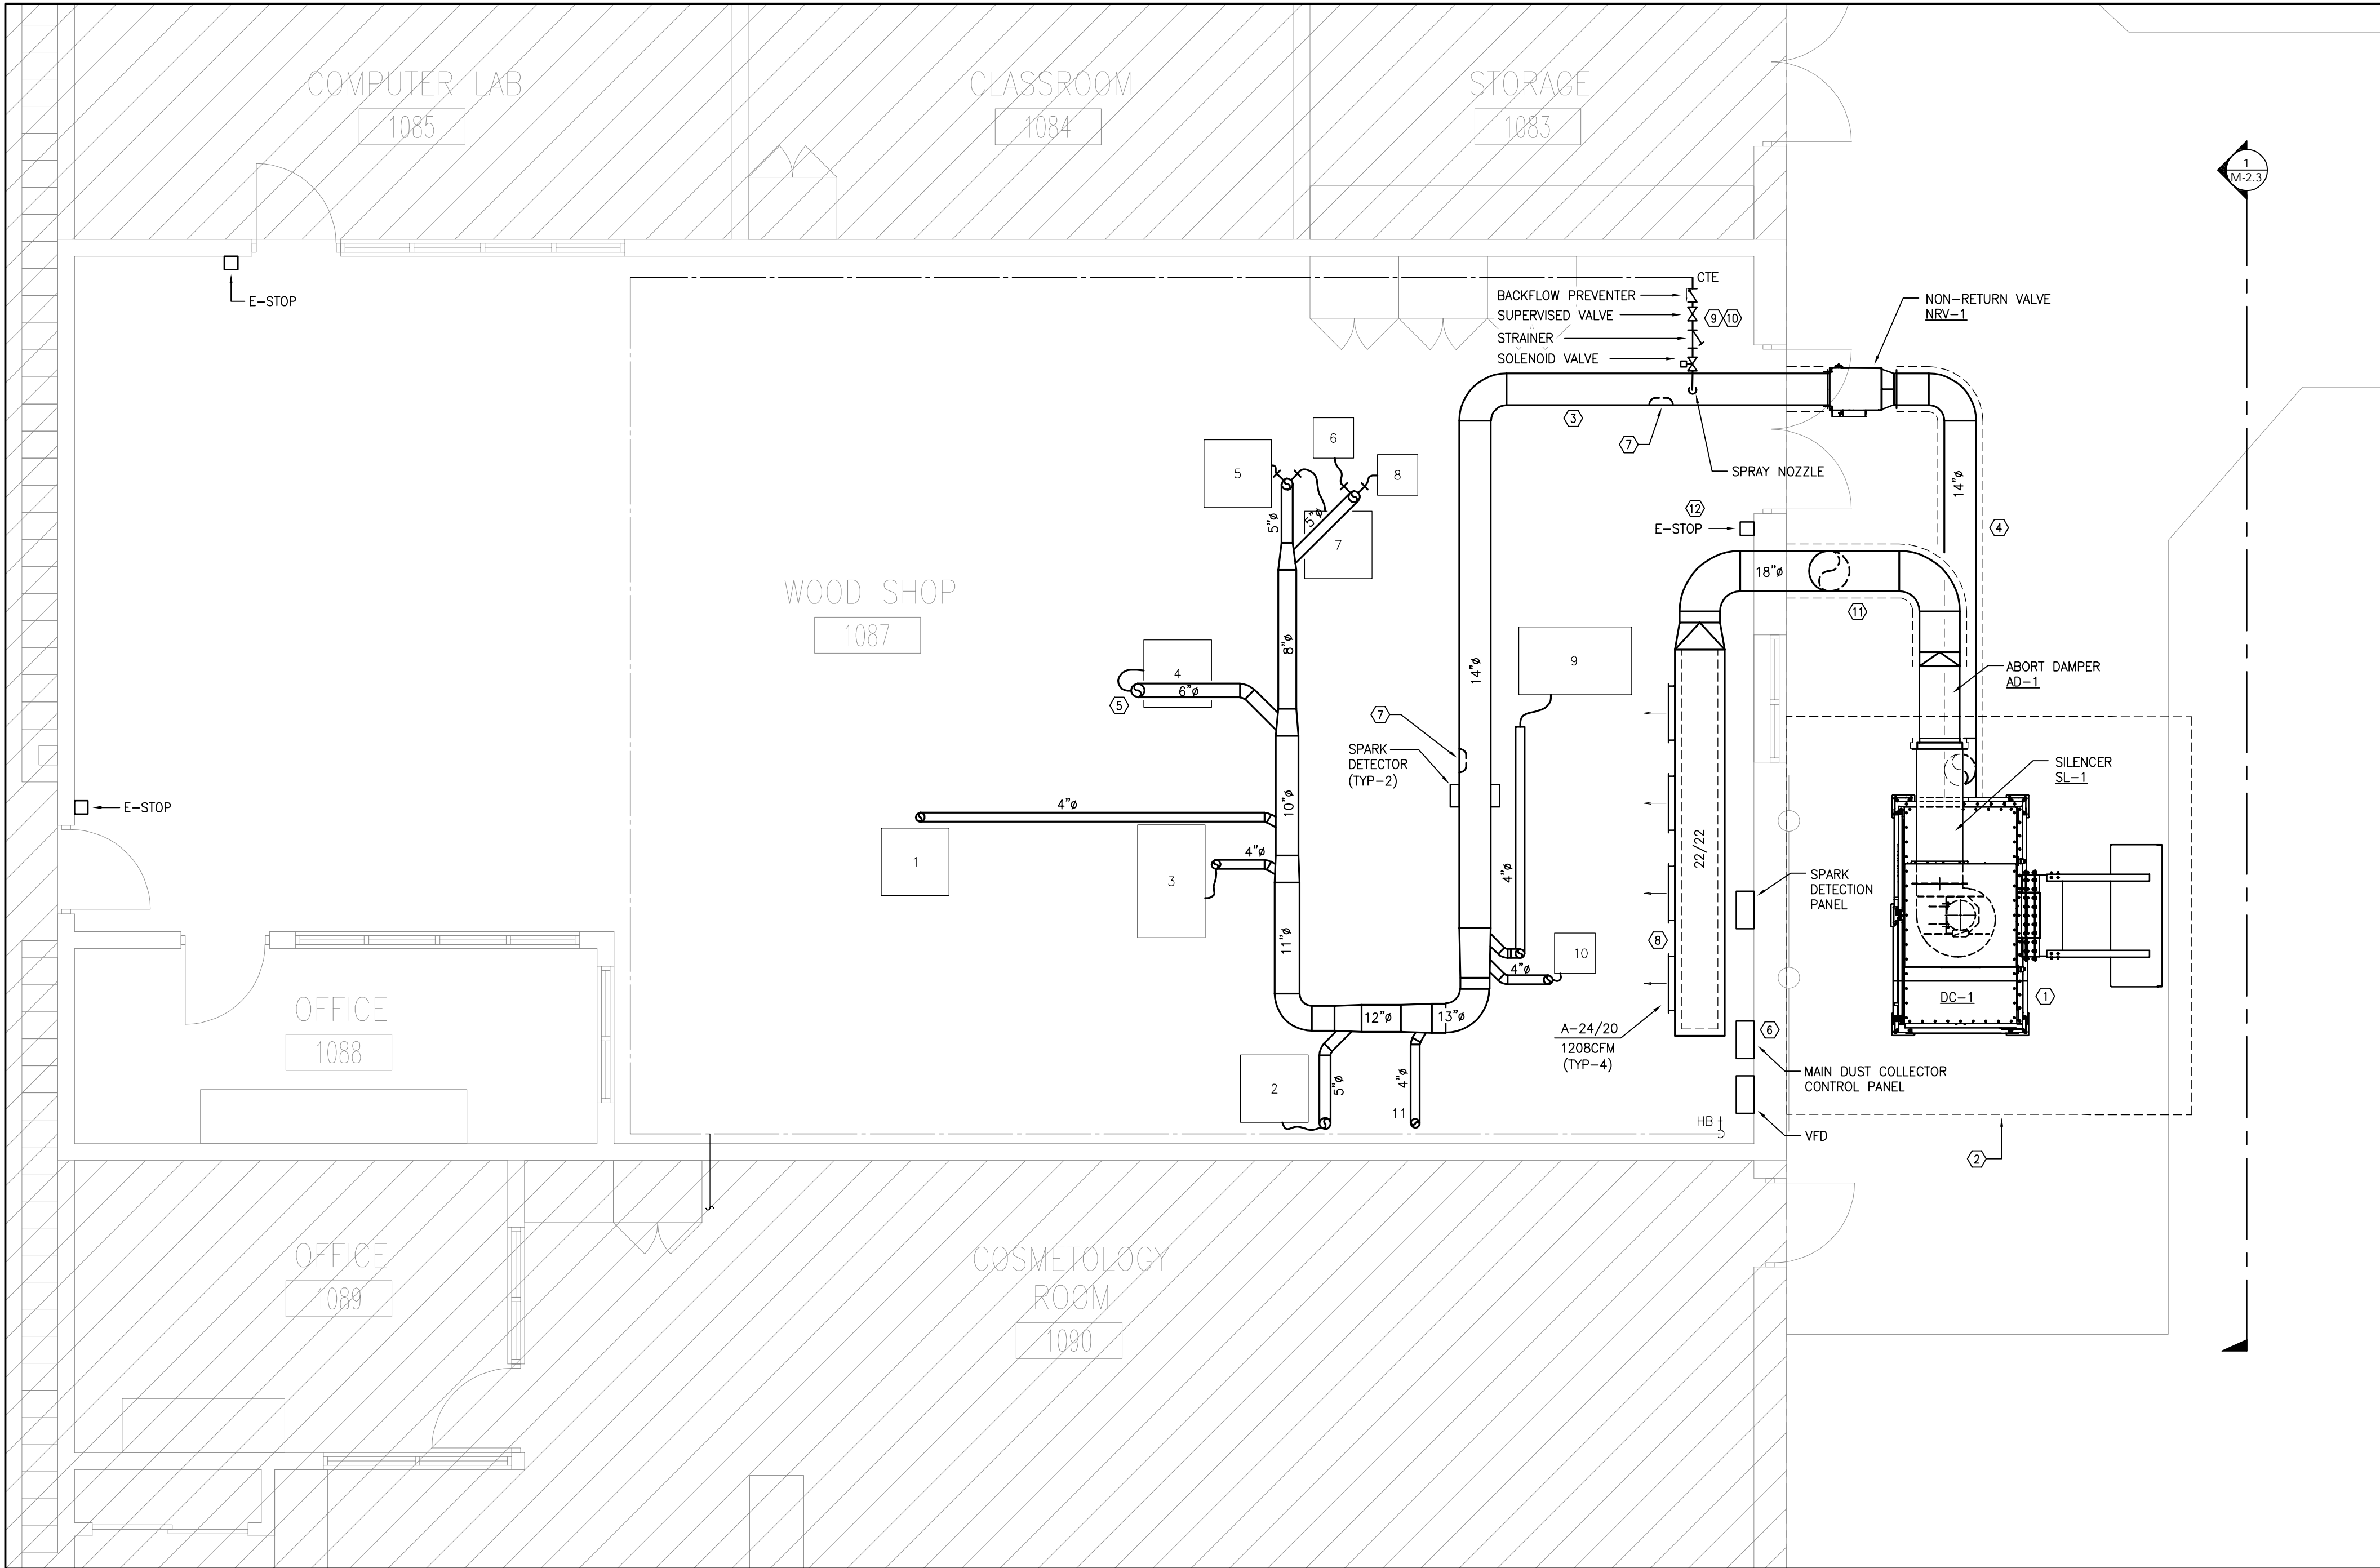 COMPUTER LAB
1085
CLASSROOM
1084
STORAGE
1083
1
M-2.3
E-STOP
CTE
BACKFLOW PREVENTER
SUPERVISED VALVE
9
10
STRAINER
SOLENOID VALVE
NON-RETURN VALVE
NRV-1
3
7
SPRAY NOZZLE
6
5
8
14"ø
12
E-STOP
4
5"ø
5"ø
7
18"ø
11
WOOD SHOP
1087
8"ø
14"ø
9
4
6"ø
5
ABORT DAMPER
AD-1
7
SPARK
DETECTOR
(TYP-2)
SILENCER
SL-1
E-STOP
4"ø
10"ø
1
3
4"ø
4"ø
22/22
SPARK
DETECTION
PANEL
11"ø
8
10
4"ø
OFFICE
1088
12"ø
13"ø
DC-1
1
A-24/20
1208CFM
(TYP-4)
6
MAIN DUST COLLECTOR
CONTROL PANEL
2
5"ø
4"ø
11
HB
VFD
2
OFFICE
1089
COSMETOLOGY
ROOM
1090